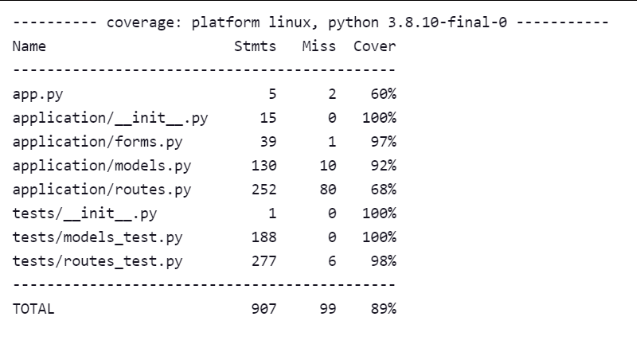 ---------- coverage: platform linux, python 3.8.10-final-0 -----------
Name                      Stmts   Miss  Cover
---------------------------------------------
app.py                        5      2    60%
application/__init__.py      15      0   100%
application/forms.py         39      1    97%
application/models.py       130     10    92%
application/routes.py       252     80    68%
tests/__init__.py             1      0   100%
tests/models_test.py        188      0   100%
tests/routes_test.py        277      6    98%
---------------------------------------------
TOTAL                       907     99    89%